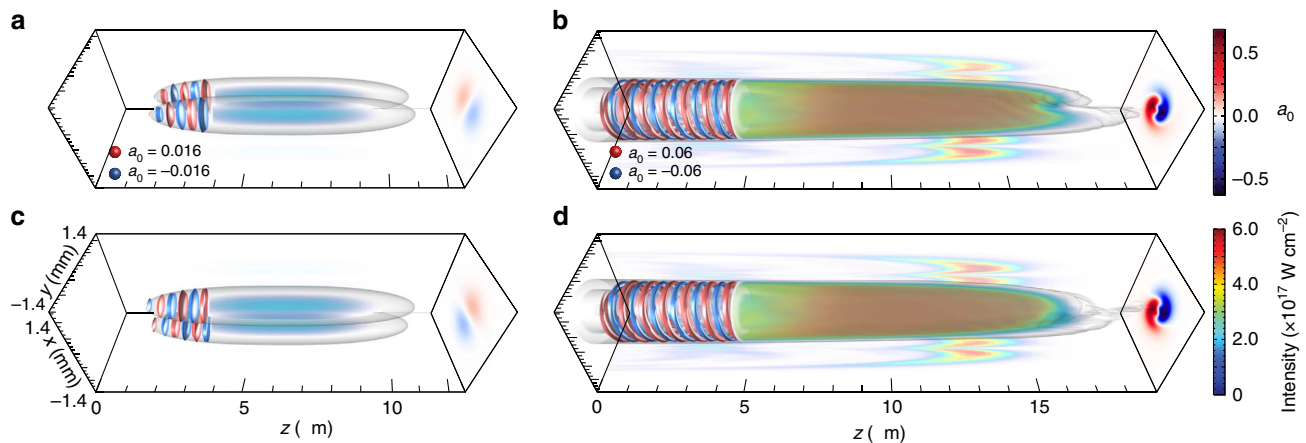 a
b
a0 = 0.016
a0 = –0.016
a0 = 0.06
a0 = –0.06
0.5
0.0
–0.5
a0
c
d
1.4
y (mm)
–1.4
1.4
x (mm)
–1.4
0
5
10
z ( m)
0
5
10
15
z ( m)
6.0
4.0
2.0
0
Intensity (×10^17 W cm^–2)